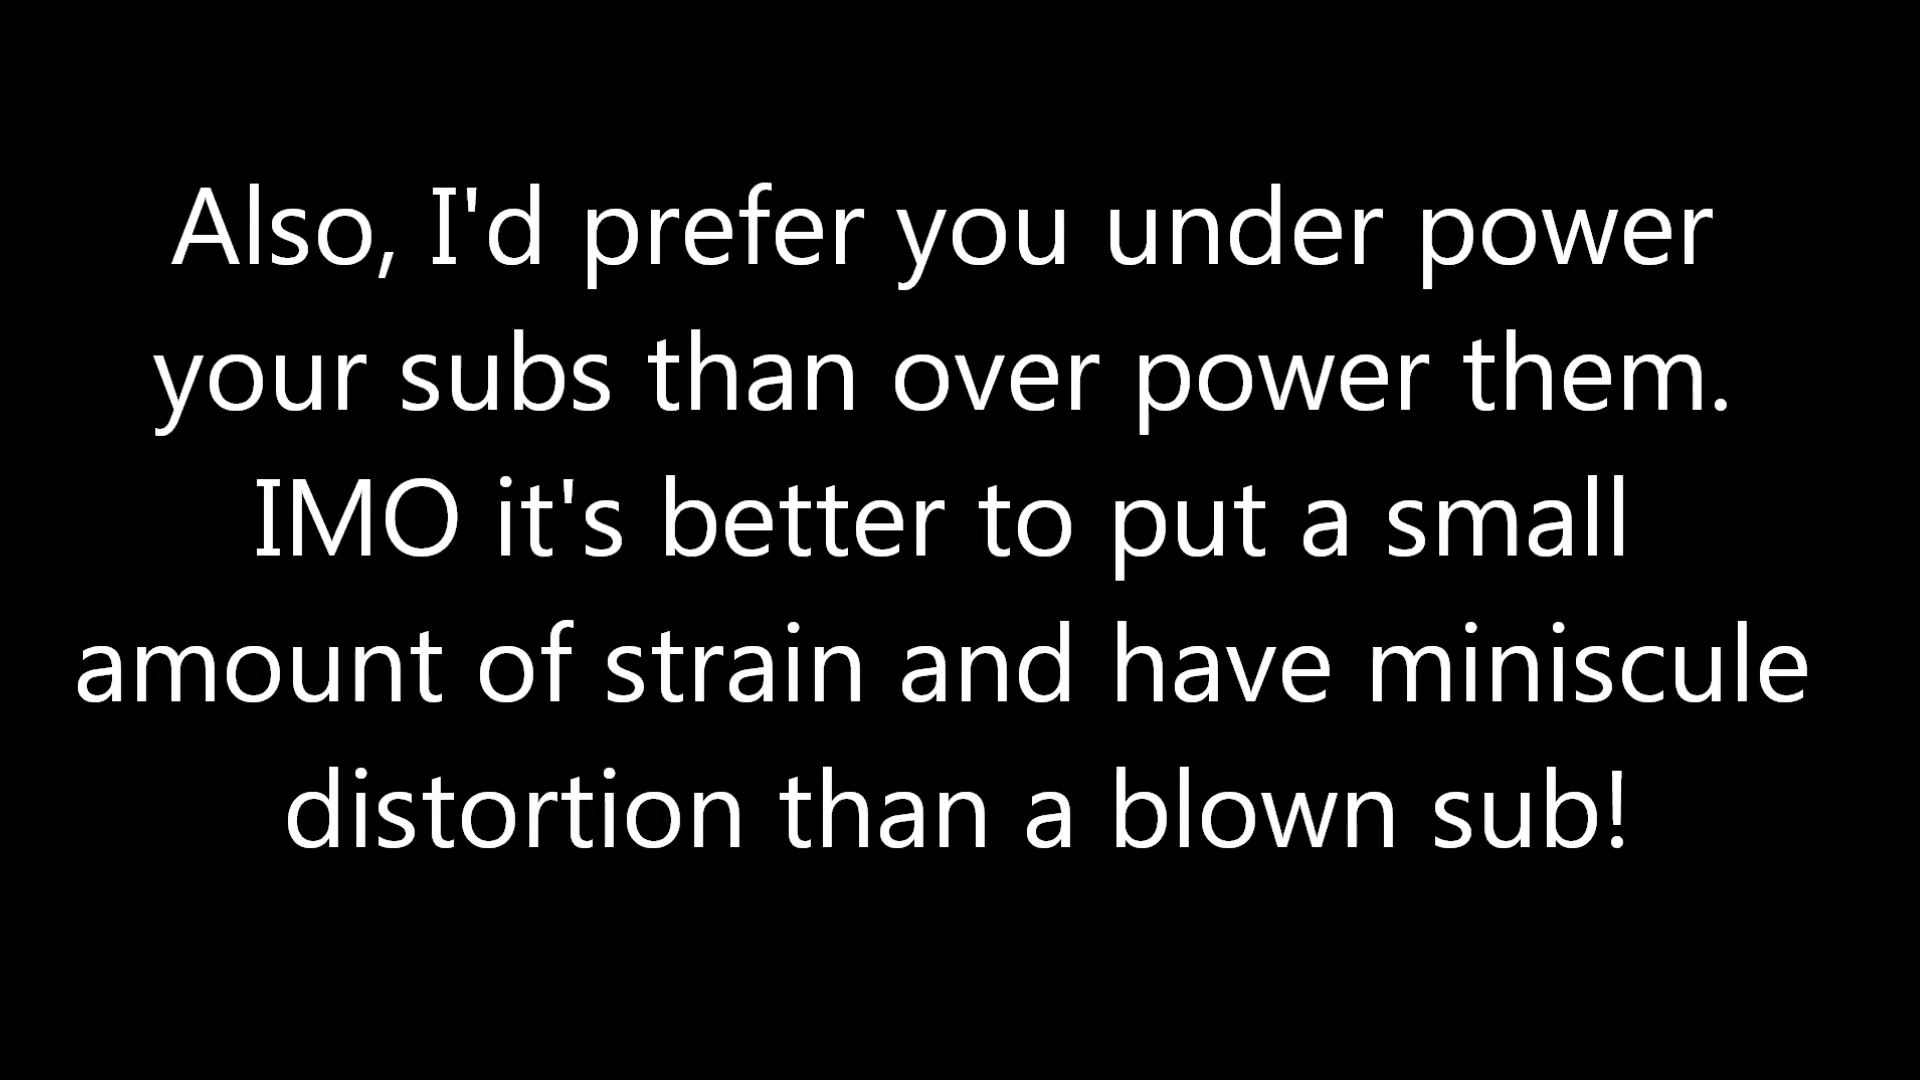 Also, I'd prefer you under power
your subs than over power them.
IMO it's better to put a small
amount of strain and have miniscule
distortion than a blown sub!